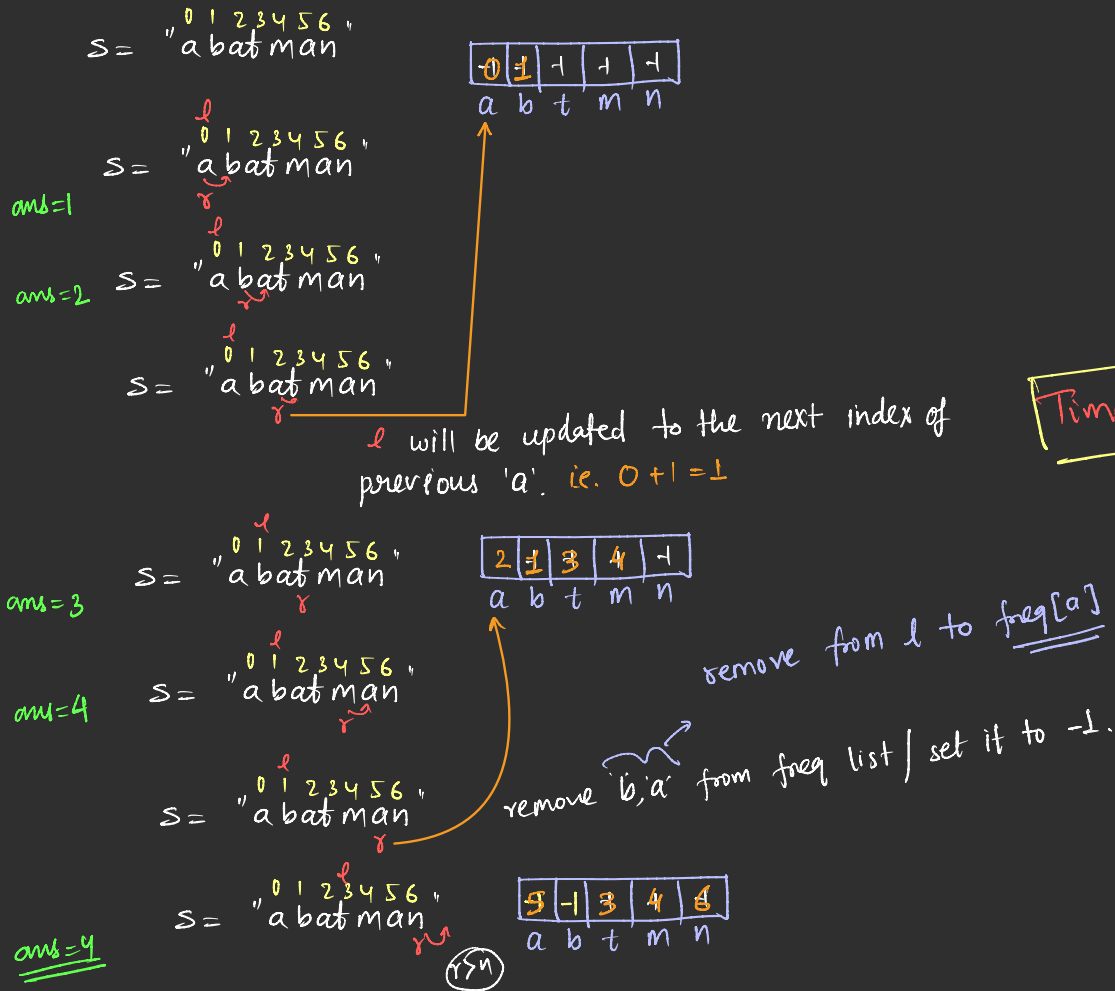 0 1 2 3 4 5 6
s = "abatman"
-1 0 -1 1 -1 -1 -1
a b t m n
l
0 1 2 3 4 5 6
s = "abatman"
ans=1
r
l
0 1 2 3 4 5 6
s = "abatman"
ans=2
r
l
0 1 2 3 4 5 6
s = "abatman"
r
l will be updated to the next index of
previous 'a'. ie. 0+1=1
Tim
l
0 1 2 3 4 5 6
s = "abatman"
ans=3
r
2 1 3 4 -1
a b t m n
l
0 1 2 3 4 5 6
s = "abatman"
ans=4
r
remove from l to freq[a]
remove 'b,a' from freq list / set it to -1.
l
0 1 2 3 4 5 6
s = "abatman"
r
l
0 1 2 3 4 5 6
s = "abatman"
ans=4
r
r>n
5 -1 3 4 6
a b t m n